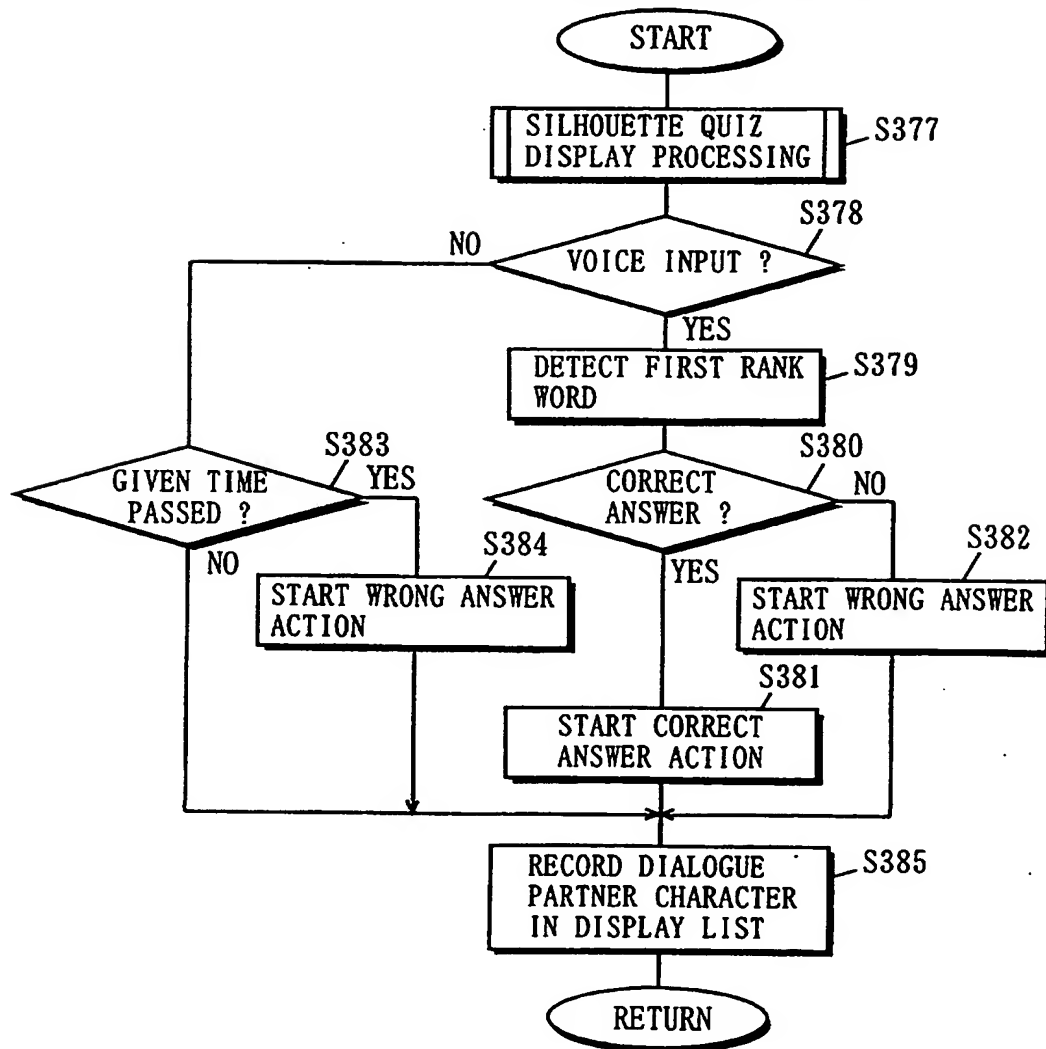 START
SILHOUETTE QUIZ
DISPLAY PROCESSING
S377
S378
NO
VOICE INPUT ?
YES
DETECT FIRST RANK
WORD
S379
S383
GIVEN TIME
PASSED ?
YES
NO
S380
CORRECT
ANSWER ?
NO
YES
S384
START WRONG ANSWER
ACTION
S382
START WRONG ANSWER
ACTION
S381
START CORRECT
ANSWER ACTION
RECORD DIALOGUE
PARTNER CHARACTER
IN DISPLAY LIST
S385
RETURN